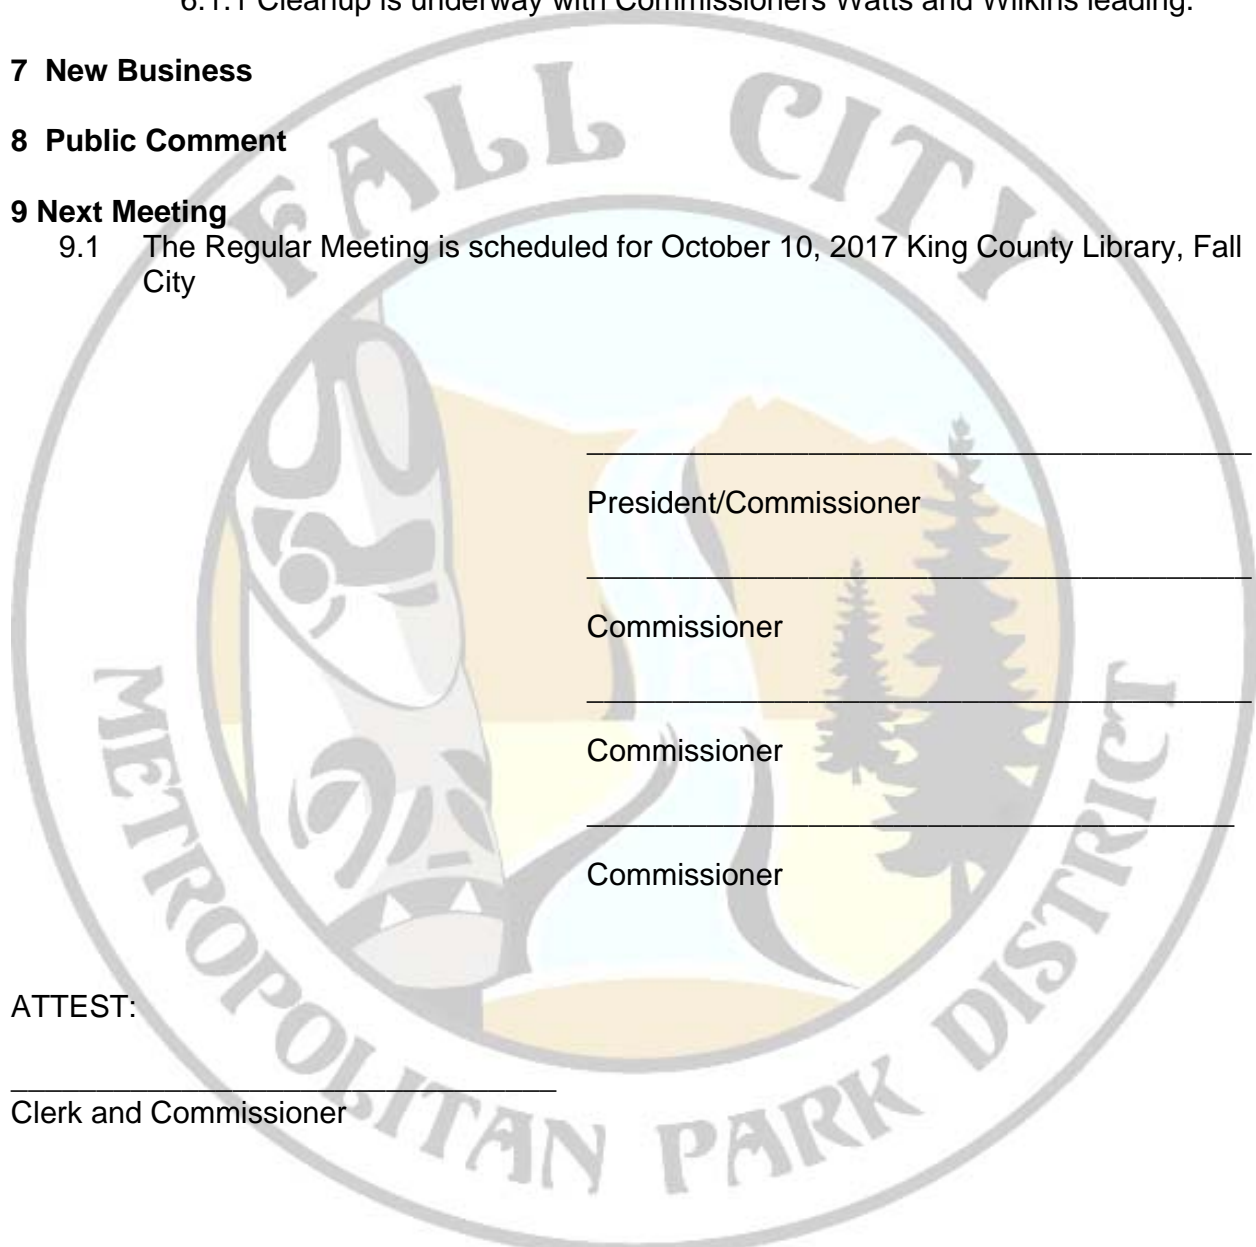 6.1.1 Cleanup is underway with Commissioners Watts and Wilkins leading.
7 New Business
8 Public Comment
9 Next Meeting
9.1 The Regular Meeting is scheduled for October 10, 2017 King County Library, Fall
City
President/Commissioner
Commissioner
Commissioner
Commissioner
ATTEST:
Clerk and Commissioner
FALL CITY
METROPOLITAN PARK DISTRICT